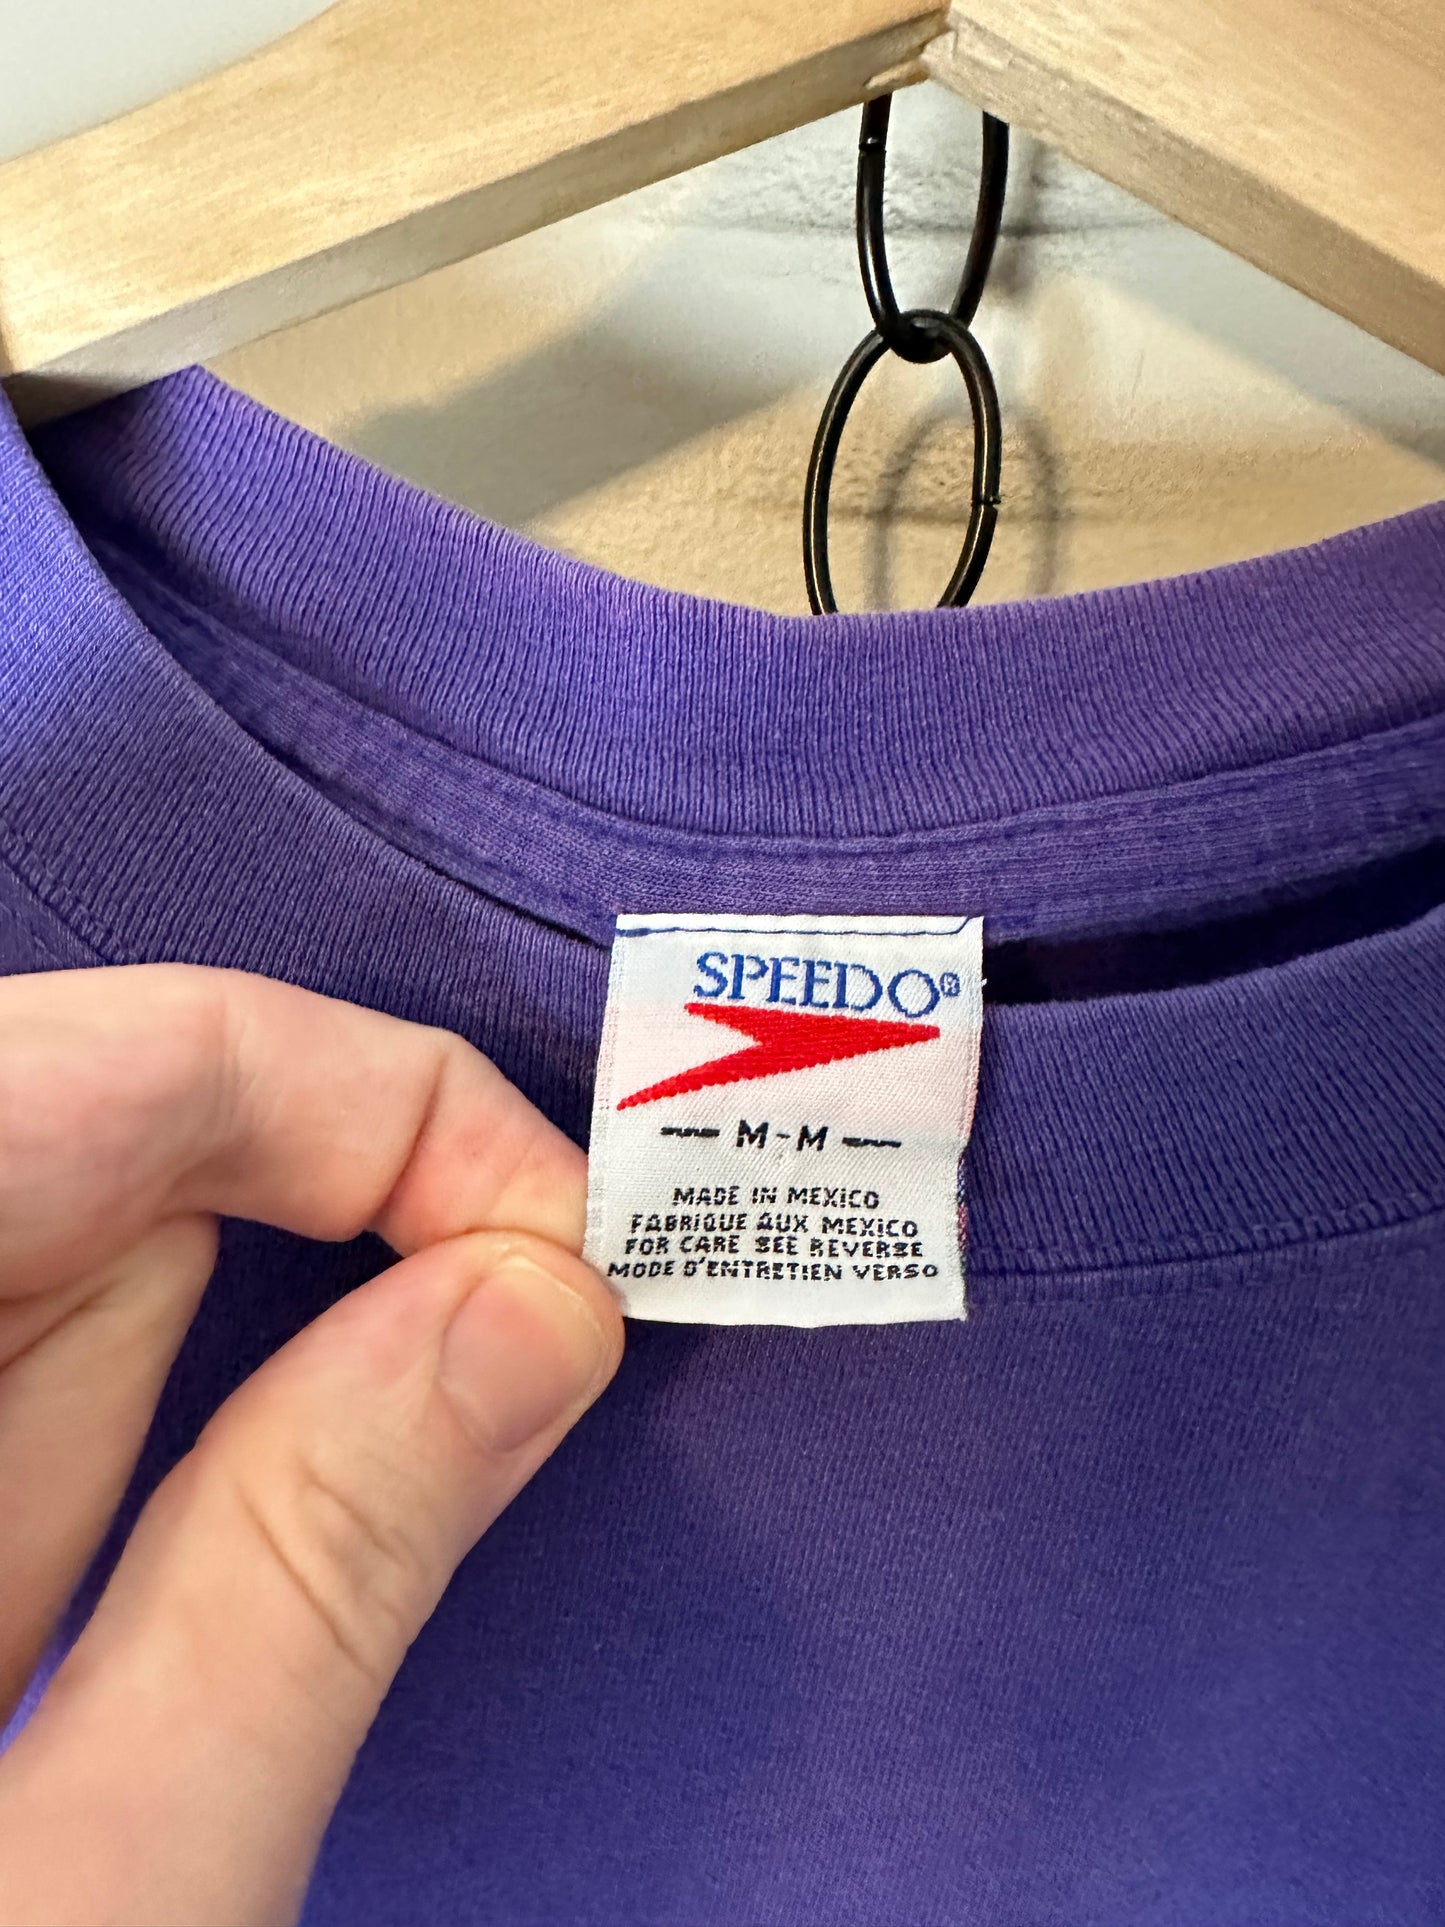 SPEEDO®
M-M
MADE IN MEXICO
FABRIQUE AUX MEXICO
FOR CARE SEE REVERSE
MODE D'ENTRETIEN VERSO